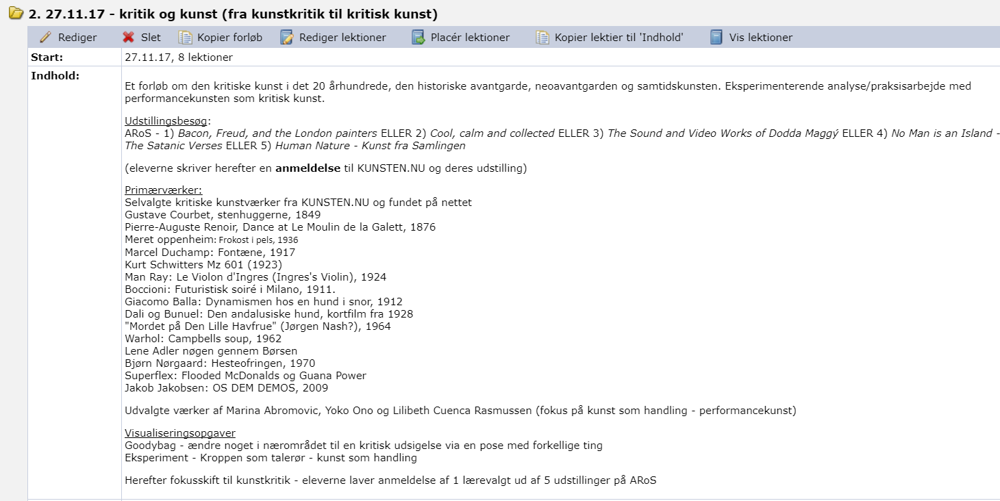 2. 27.11.17 - kritik og kunst (fra kunstkritik til kritisk kunst)
Rediger Slet Kopier forløb Rediger lektioner Placér lektioner Kopier lektier til 'Indhold' Vis lektioner
Start: 27.11.17, 8 lektioner
Indhold:
Et forløb om den kritiske kunst i det 20 århundrede, den historiske avantgarde, neoavantgarden og samtidskunsten. Eksperimenterende analyse/praksisarbejde med
performancekunsten som kritisk kunst.
Udstillingsbesøg:
ARoS - 1) Bacon, Freud, and the London painters ELLER 2) Cool, calm and collected ELLER 3) The Sound and Video Works of Dodda Maggý ELLER 4) No Man is an Island -
The Satanic Verses ELLER 5) Human Nature - Kunst fra Samlingen
(eleverne skriver herefter en anmeldelse til KUNSTEN.NU og deres udstilling)
Primærværker:
Selvalgte kritiske kunstværker fra KUNSTEN.NU og fundet på nettet
Gustave Courbet, stenhuggerne, 1849
Pierre-Auguste Renoir, Dance at Le Moulin de la Galett, 1876
Meret oppenheim: Frokost i pels, 1936
Marcel Duchamp: Fontæne, 1917
Kurt Schwitters Mz 601 (1923)
Man Ray: Le Violon d'Ingres (Ingres's Violin), 1924
Boccioni: Futuristisk soiré i Milano, 1911.
Giacomo Balla: Dynamismen hos en hund i snor, 1912
Dali og Bunuel: Den andalusiske hund, kortfilm fra 1928
"Mordet på Den Lille Havfrue" (Jørgen Nash?), 1964
Warhol: Campbells soup, 1962
Lene Adler nøgen gennem Børsen
Bjørn Nørgaard: Hesteofringen, 1970
Superflex: Flooded McDonalds og Guana Power
Jakob Jakobsen: OS DEM DEMOS, 2009
Udvalgte værker af Marina Abromovic, Yoko Ono og Lilibeth Cuenca Rasmussen (fokus på kunst som handling - performancekunst)
Visualiseringsopgaver
Goodybag - ændre noget i nærområdet til en kritisk udsigelse via en pose med forkellige ting
Eksperiment - Kroppen som talerør - kunst som handling
Herefter fokusskift til kunstkritik - eleverne laver anmeldelse af 1 lærevalgt ud af 5 udstillinger på ARoS